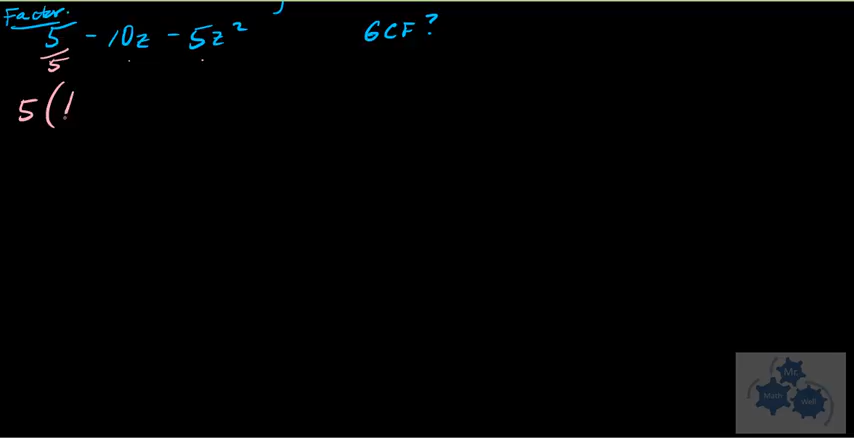 Factor.
5 - 10z - 5z² GCF?
5
5(1
Mr.
Math Well